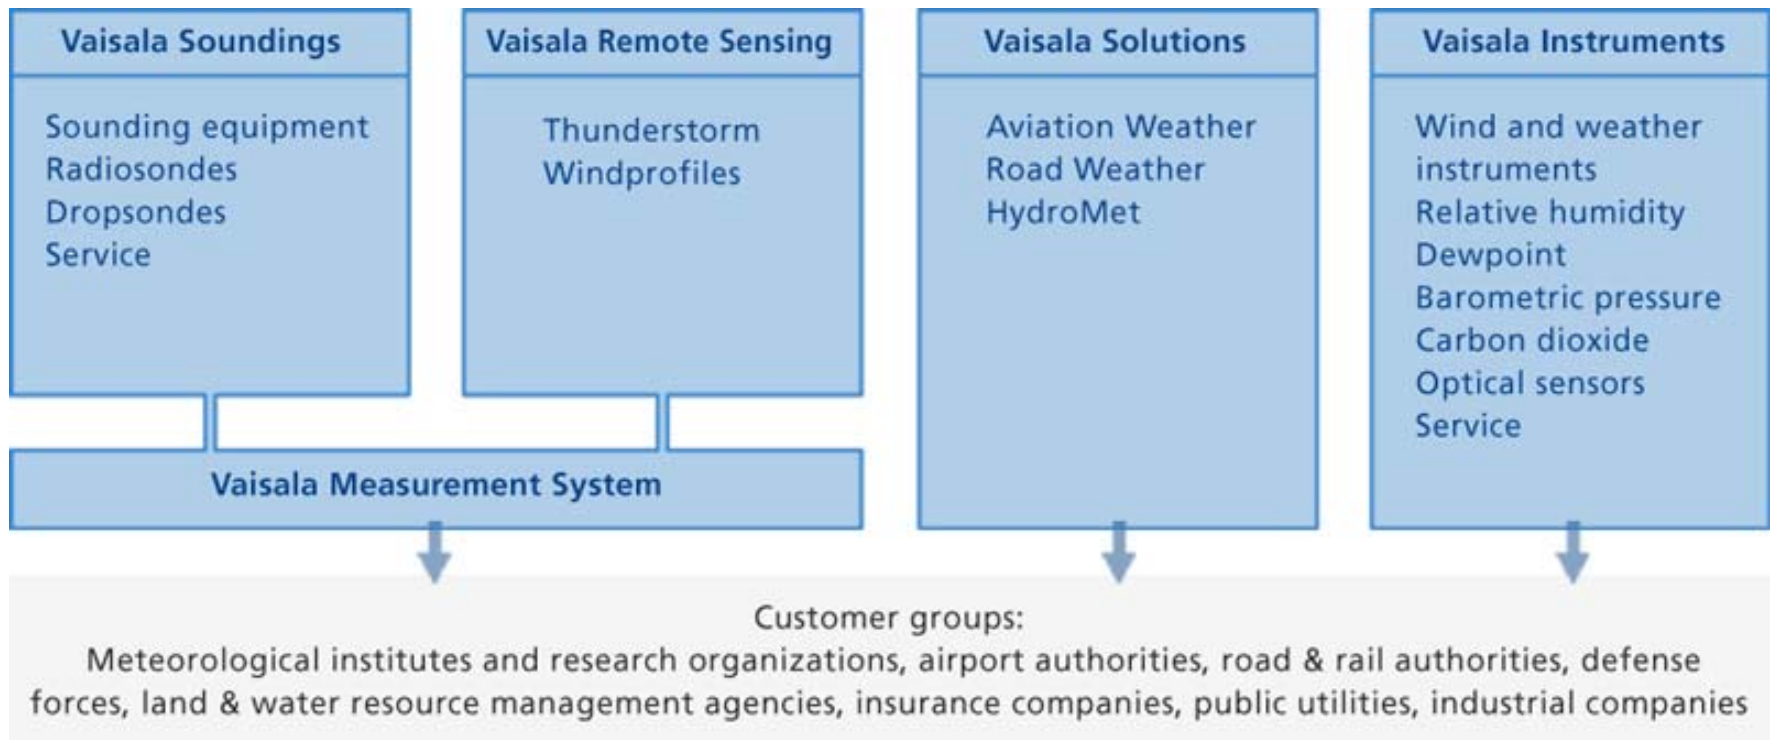 Vaisala Soundings
Sounding equipment
Radiosondes
Dropsondes
Service
Vaisala Remote Sensing
Thunderstorm
Windprofiles
Vaisala Measurement System
Vaisala Solutions
Aviation Weather
Road Weather
HydroMet
Vaisala Instruments
Wind and weather
instruments
Relative humidity
Dewpoint
Barometric pressure
Carbon dioxide
Optical sensors
Service
Customer groups:
Meteorological institutes and research organizations, airport authorities, road & rail authorities, defense
forces, land & water resource management agencies, insurance companies, public utilities, industrial companies